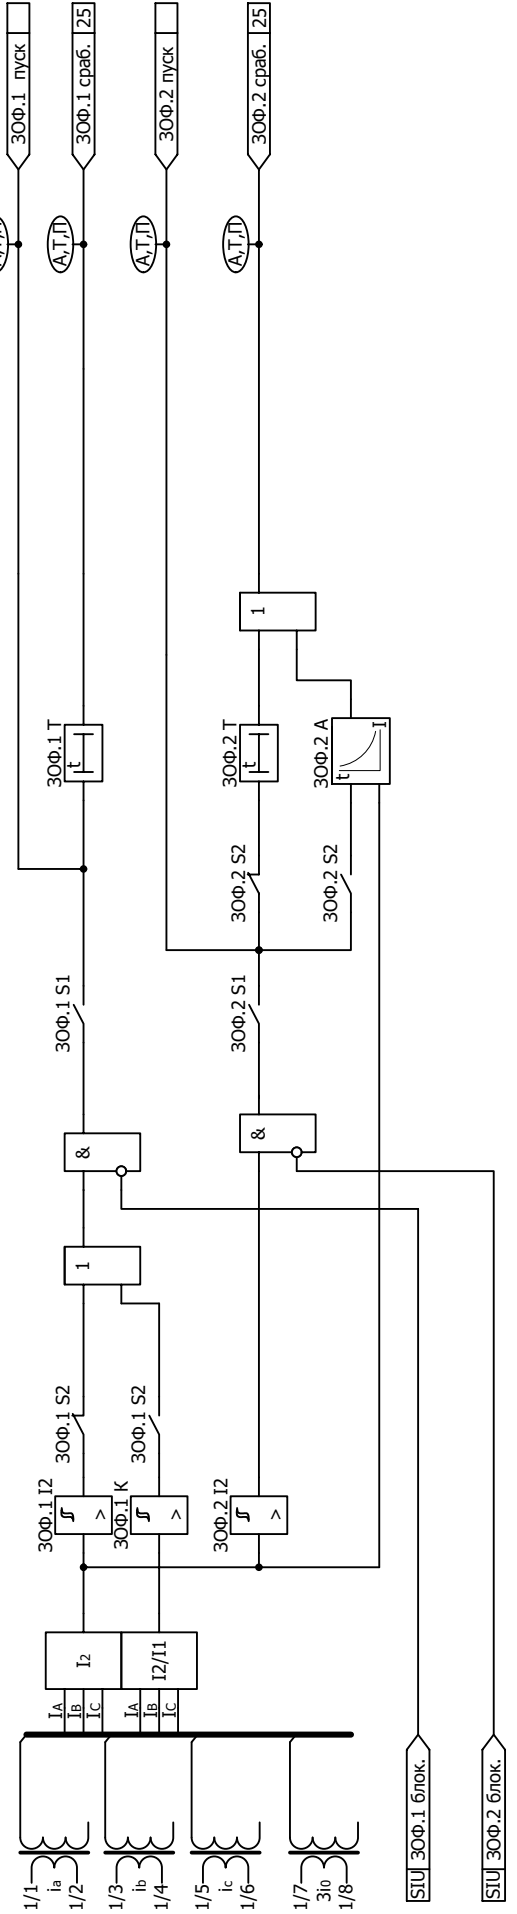 ЗОФ.1 пуск
ЗОФ.1 сраб. 25
ЗОФ.2 пуск
ЗОФ.2 сраб. 25
А,Т,П
А,Т,П
А,Т,П
1
ЗОФ.1 Т
t
ЗОФ.2 Т
t
ЗОФ.2 А
t
I
ЗОФ.2 S2
ЗОФ.2 S2
ЗОФ.1 S1
ЗОФ.2 S1
&
&
1
ЗОФ.1 S2
ЗОФ.1 S2
ЗОФ.1 I2
>
ЗОФ.1 К
>
ЗОФ.2 I2
>
I2
I2/I1
IA
IB
IC
IA
IB
IC
1/1
ia
1/2
1/3
ib
1/4
1/5
ic
1/6
1/7
3i0
1/8
SIU ЗОФ.1 блок.
SIU ЗОФ.2 блок.